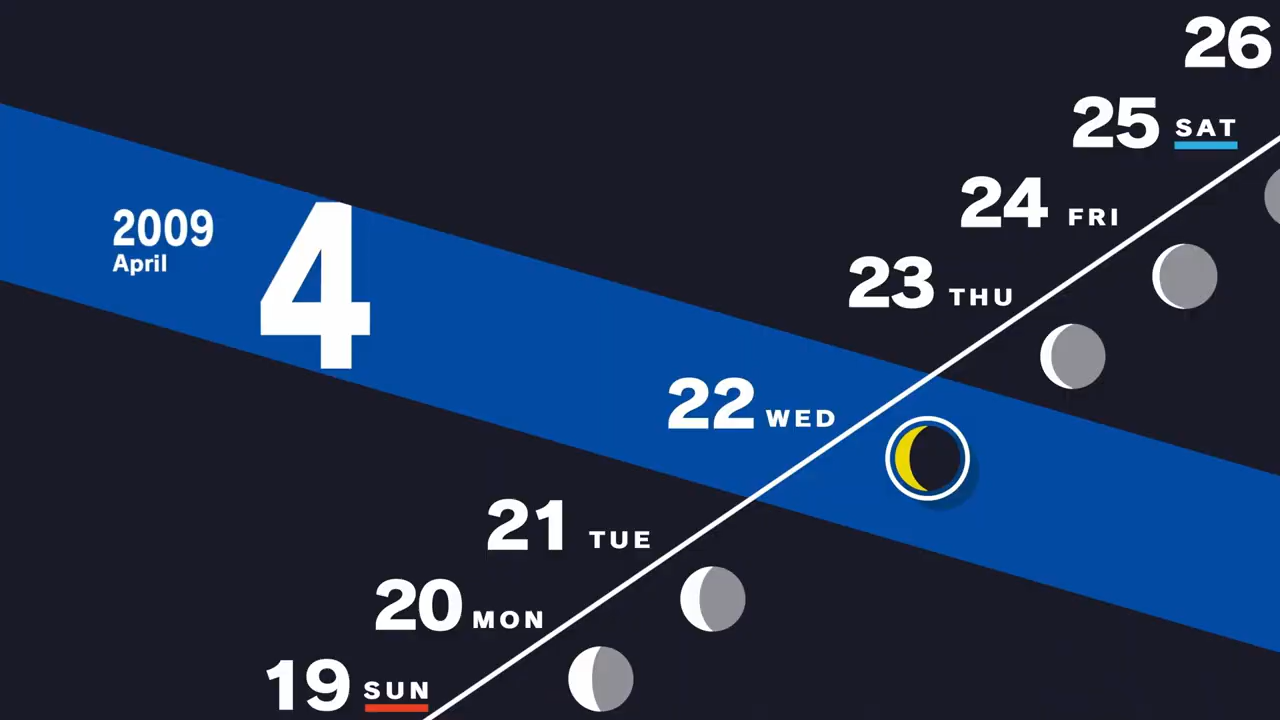 26
25 SAT
24 FRI
2009
April
4
23 THU
22 WED
21 TUE
20 MON
19 SUN